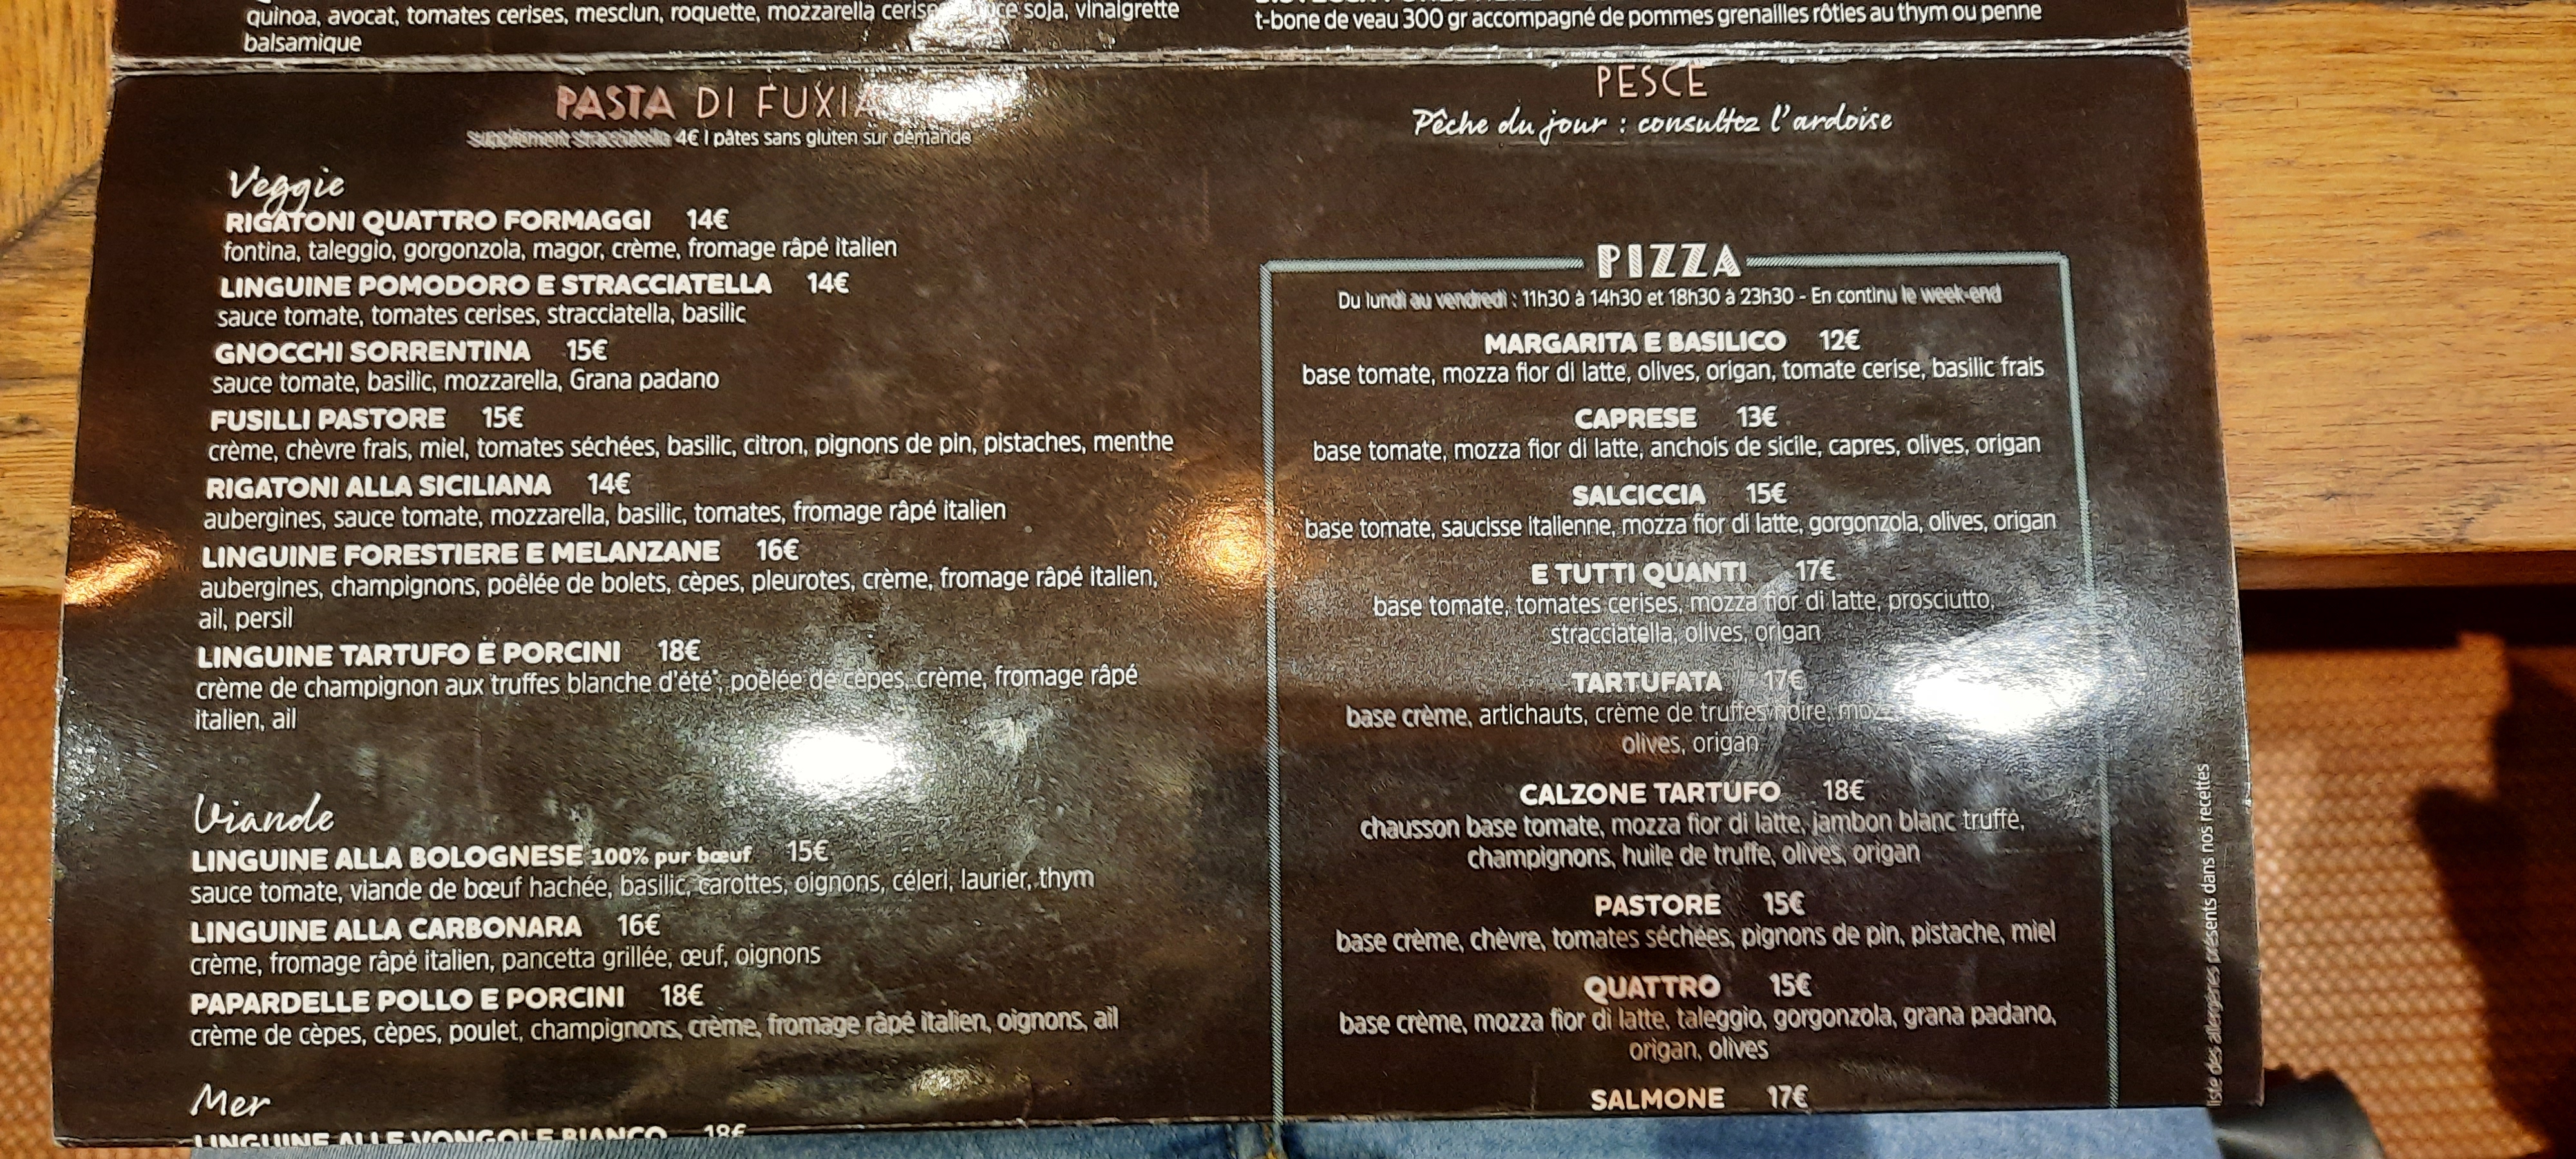 quinoa, avocat, tomates cerises, mesclun, roquette, mozzarella cerise soja, vinaigrette
balsamique
t-bone de veau 300 gr accompagné de pommes grenailles rôties au thym ou penne
PASTA DI FUXIA
supplément stracciatella 4€ | pâtes sans gluten sur demande
Veggie
RIGATONI QUATTRO FORMAGGI 14€
fontina, taleggio, gorgonzola, magor, crème, fromage râpé italien
LINGUINE POMODORO E STRACCIATELLA 14€
sauce tomate, tomates cerises, stracciatella, basilic
GNOCCHI SORRENTINA 15€
sauce tomate, basilic, mozzarella, Grana padano
FUSILLI PASTORE 15€
crème, chèvre frais, miel, tomates séchées, basilic, citron, pignons de pin, pistaches, menthe
RIGATONI ALLA SICILIANA 14€
aubergines, sauce tomate, mozzarella, basilic, tomates, fromage râpé italien
LINGUINE FORESTIERE E MELANZANE 16€
aubergines, champignons, poêlée de bolets, cèpes, pleurotes, crème, fromage râpé italien,
ail, persil
LINGUINE TARTUFO E PORCINI 18€
crème de champignon aux truffes blanche d'été*, poêlée de cèpes, crème, fromage râpé
italien, ail
Viande
LINGUINE ALLA BOLOGNESE 100% pur bœuf 15€
sauce tomate, viande de bœuf hachée, basilic, carottes, oignons, céleri, laurier, thym
LINGUINE ALLA CARBONARA 16€
crème, fromage râpé italien, pancetta grillée, œuf, oignons
PAPARDELLE POLLO E PORCINI 18€
crème de cèpes, cèpes, poulet, champignons, crème, fromage râpé italien, oignons, ail
Mer
LINGUINE ALLE VONGOLE BIANCO 18€
PESCE
Pêche du jour : consultez l'ardoise
PIZZA
Du lundi au vendredi : 11h30 à 14h30 et 18h30 à 23h30 - En continu le week-end
MARGARITA E BASILICO 12€
base tomate, mozza fior di latte, olives, origan, tomate cerise, basilic frais
CAPRESE 13€
base tomate, mozza fior di latte, anchois de sicile, capres, olives, origan
SALCICCIA 15€
base tomate, saucisse italienne, mozza fior di latte, gorgonzola, olives, origan
E TUTTI QUANTI 17€
base tomate, tomates cerises, mozza fior di latte, prosciutto,
stracciatella, olives, origan
TARTUFATA 17€
base crème, artichauts, crème de truffes noire,
olives, origan
CALZONE TARTUFO 18€
chausson base tomate, mozza fior di latte, jambon blanc truffé,
champignons, huile de truffe, olives, origan
PASTORE 15€
base crème, chèvre, tomates séchées, pignons de pin, pistache, miel
QUATTRO 15€
base crème, mozza fior di latte, taleggio, gorgonzola, grana padano,
origan, olives
SALMONE 17€
liste des allergènes présents dans nos recettes